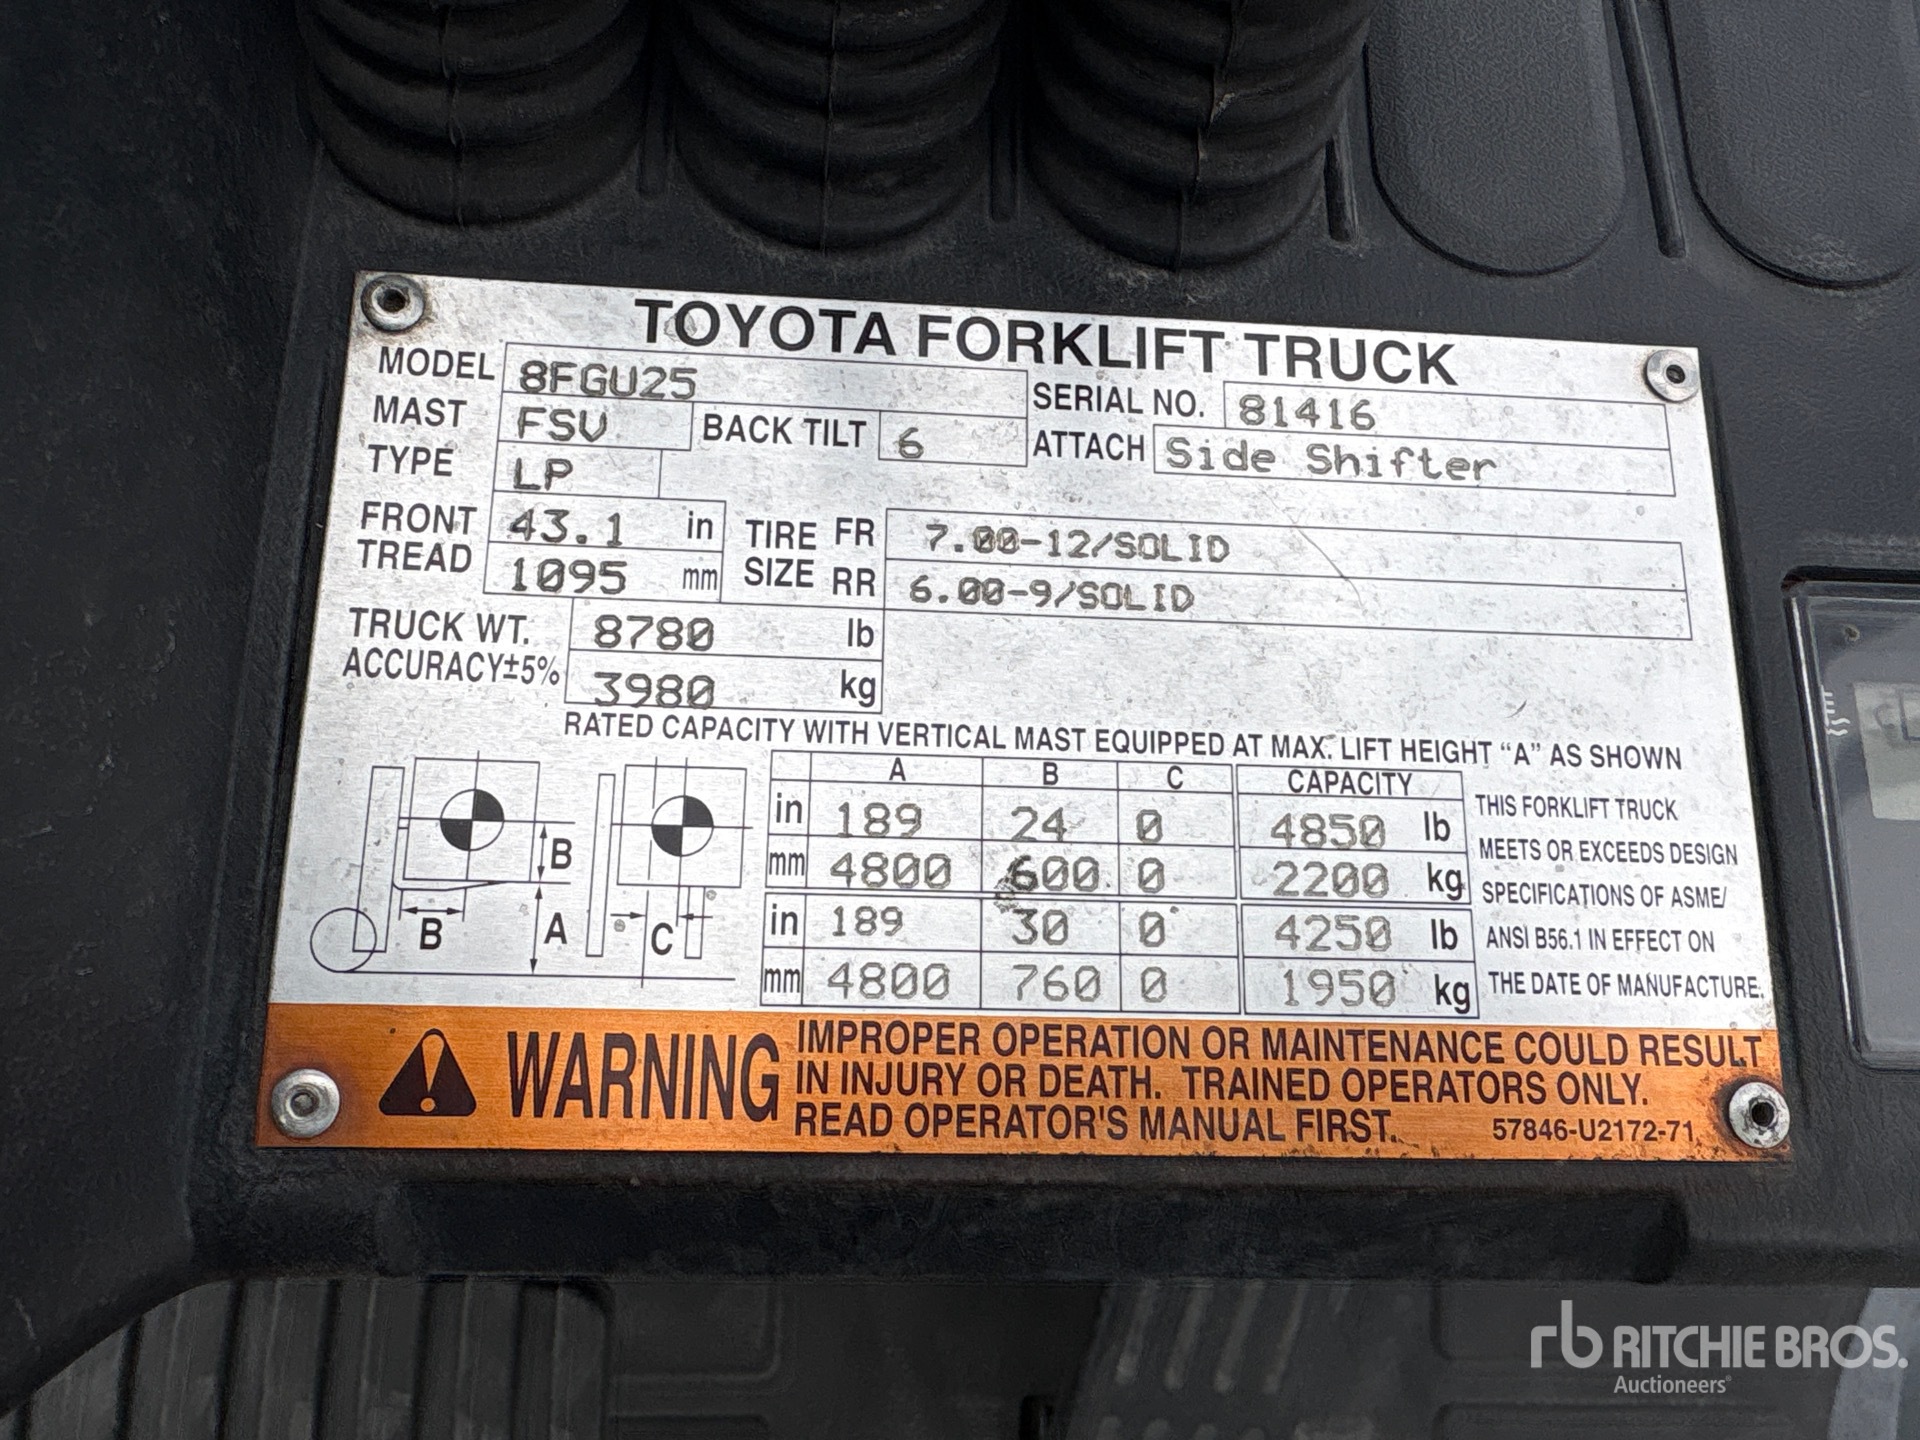 TOYOTA FORKLIFT TRUCK
MODEL 8FGU25 SERIAL NO. 81416
MAST FSV BACK TILT 6 ATTACH Side Shifter
TYPE LP
FRONT TREAD 43.1 in TIRE SIZE FR 7.00-12/SOLID
1095 mm RR 6.00-9/SOLID
TRUCK WT. 8780 lb
ACCURACY±5% 3980 kg
RATED CAPACITY WITH VERTICAL MAST EQUIPPED AT MAX. LIFT HEIGHT "A" AS SHOWN
A B C CAPACITY
in 189 24 0 4850 lb
mm 4800 600 0 2200 kg
in 189 30 0 4250 lb
mm 4800 760 0 1950 kg
B
B A C
THIS FORKLIFT TRUCK
MEETS OR EXCEEDS DESIGN
SPECIFICATIONS OF ASME/
ANSI B56.1 IN EFFECT ON
THE DATE OF MANUFACTURE.
WARNING
IMPROPER OPERATION OR MAINTENANCE COULD RESULT
IN INJURY OR DEATH. TRAINED OPERATORS ONLY.
READ OPERATOR'S MANUAL FIRST.
57846-U2172-71
rb RITCHIE BROS.
Auctioneers